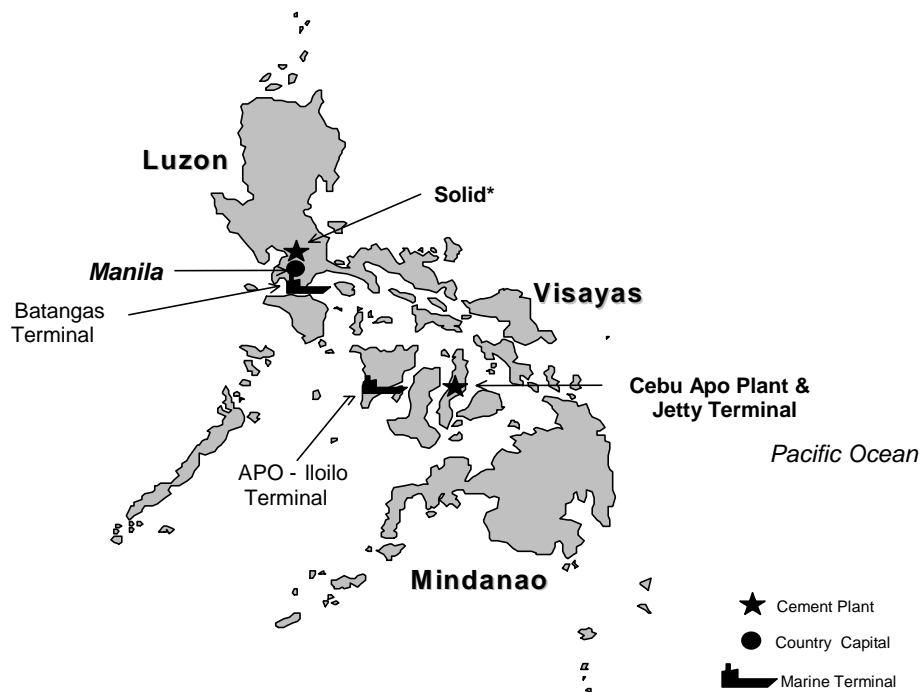 Luzon
Solid*
Manila
Visayas
Batangas
Terminal
Cebu Apo Plant &
Jetty Terminal
Pacific Ocean
APO - Iloilo
Terminal
Mindanao
Cement Plant
Country Capital
Marine Terminal